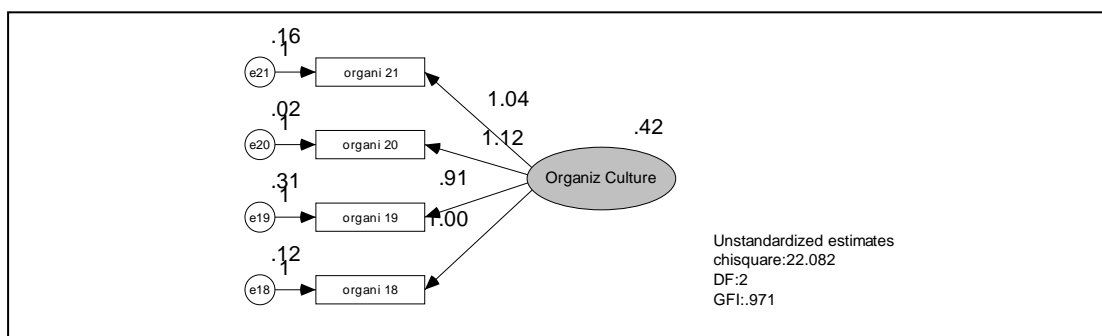 .16
1
e21
organi 21
1.04
.02
1
e20
organi 20
1.12
.42
Organiz Culture
.31
1
e19
organi 19
.91
1.00
.12
1
e18
organi 18
Unstandardized estimates
chisquare:22.082
DF:2
GFI:.971